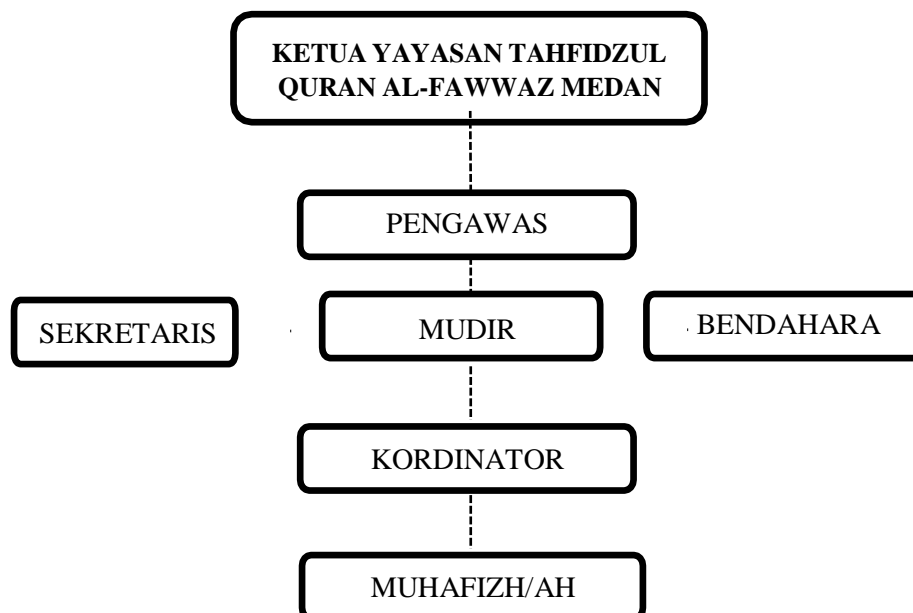 KETUA YAYASAN TAHFIDZUL
QURAN AL-FAWWAZ MEDAN
PENGAWAS
SEKRETARIS
MUDIR
BENDAHARA
KORDINATOR
MUHAFIZH/AH